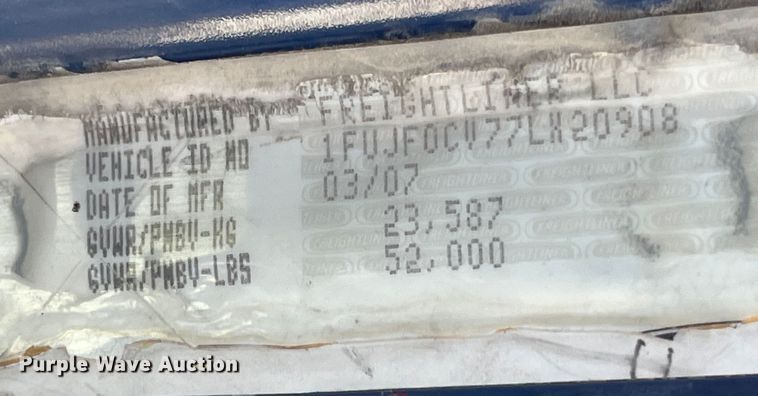 MANUFACTURED BY FREIGHTLINER LLC
VEHICLE ID NO 1FUJF0CV77LX20908
DATE OF MFR 03/07
GVWR/PNBV-KG 23,587
GVWR/PNBV-LBS 52,000
Purple Wave Auction